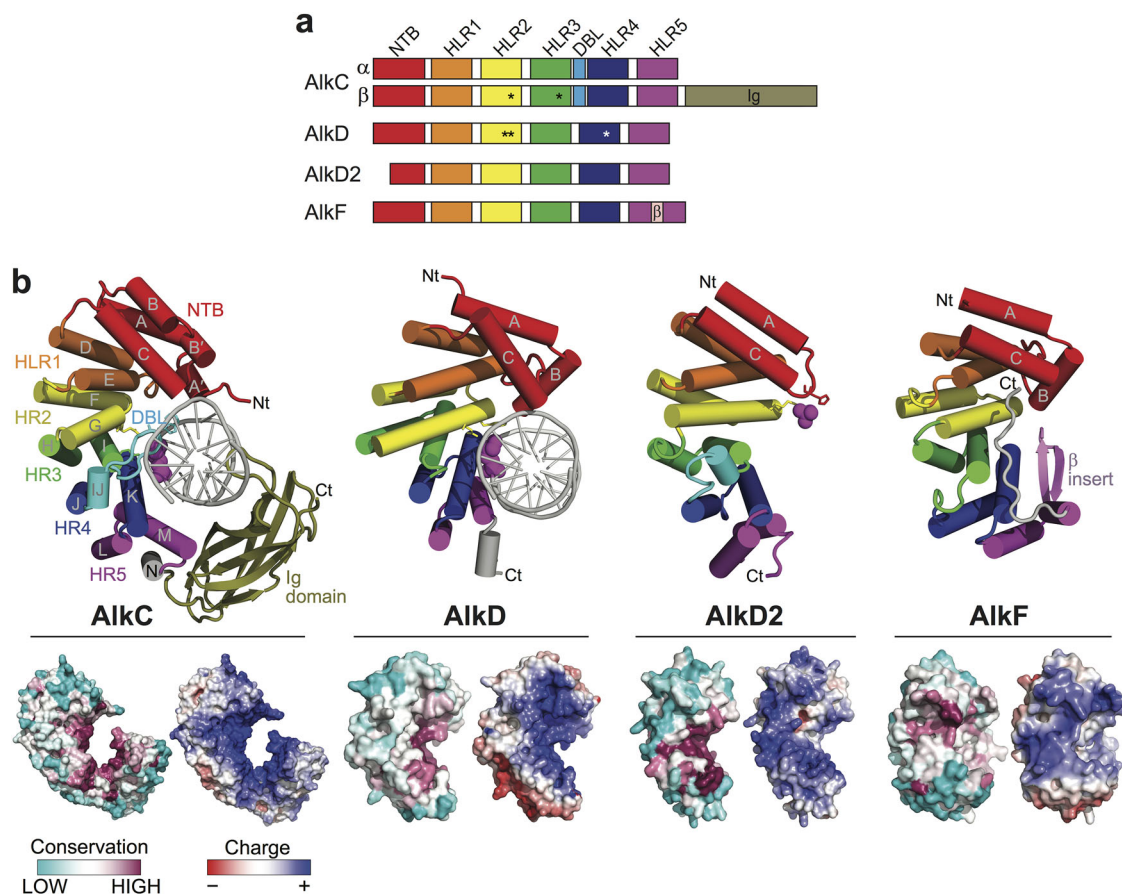 a
NTB HLR1 HLR2 HLR3 DBL HLR4 HLR5
AlkC α
β * * Ig
AlkD ** *
AlkD2
AlkF β
b
B NTB
A
D C B′
HLR1
E A′ Nt
F
HR2 DBL
G
H I
HR3
IJ
J K
HR4
M Ct
L
HR5 N
Ig
domain
AlkC
Nt
A
C
B
Ct
AlkD
Nt
A
C
Ct
AlkD2
Nt
A
C
Ct
B
β
insert
AlkF
Conservation
LOW HIGH
Charge
− +